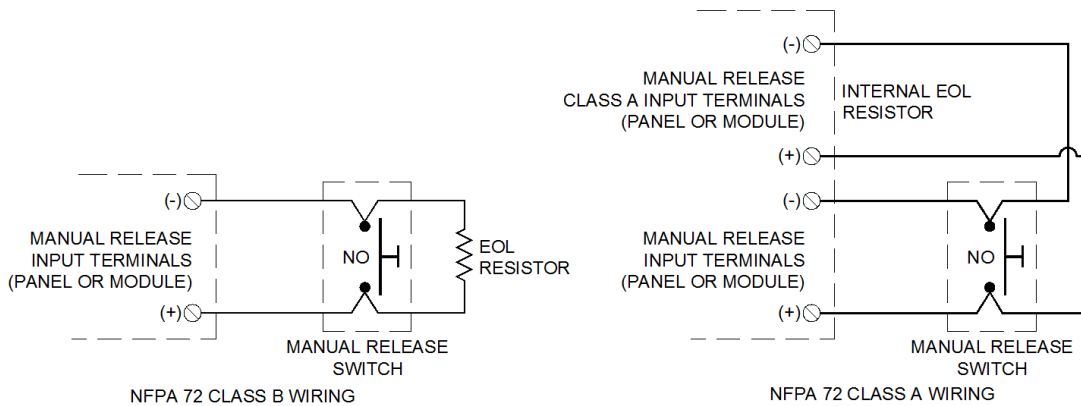 (-)
MANUAL RELEASE
INPUT TERMINALS
(PANEL OR MODULE)
(+)
NO
EOL
RESISTOR
MANUAL RELEASE
SWITCH
NFPA 72 CLASS B WIRING
(-)
MANUAL RELEASE
CLASS A INPUT TERMINALS
(PANEL OR MODULE)
INTERNAL EOL
RESISTOR
(+)
(-)
MANUAL RELEASE
INPUT TERMINALS
(PANEL OR MODULE)
(+)
NO
MANUAL RELEASE
SWITCH
NFPA 72 CLASS A WIRING